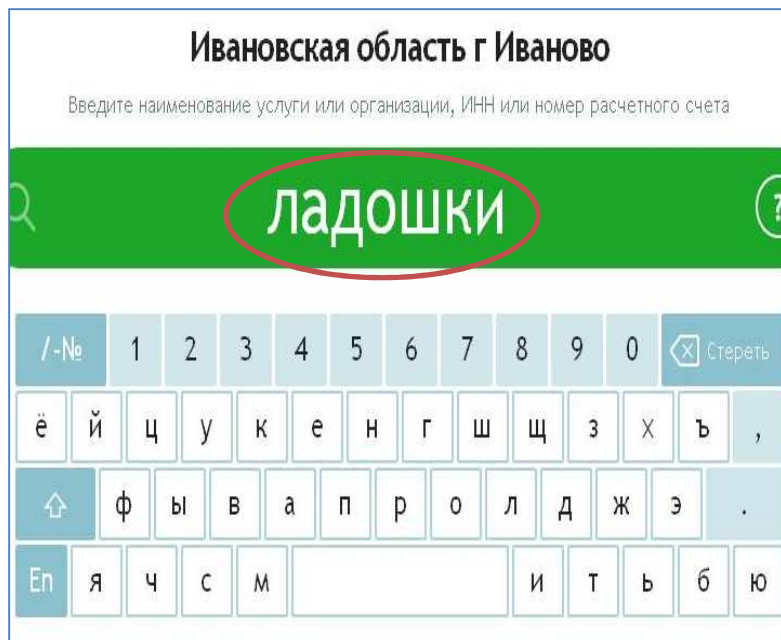 Ивановская область г Иваново
Введите наименование услуги или организации, ИНН или номер расчетного счета
ладошки
?
/-№ 1 2 3 4 5 6 7 8 9 0 Стереть
ё й ц у к е н г ш щ з х ъ ,
ф ы в а п р о л д ж э .
En я ч с м и т ь б ю